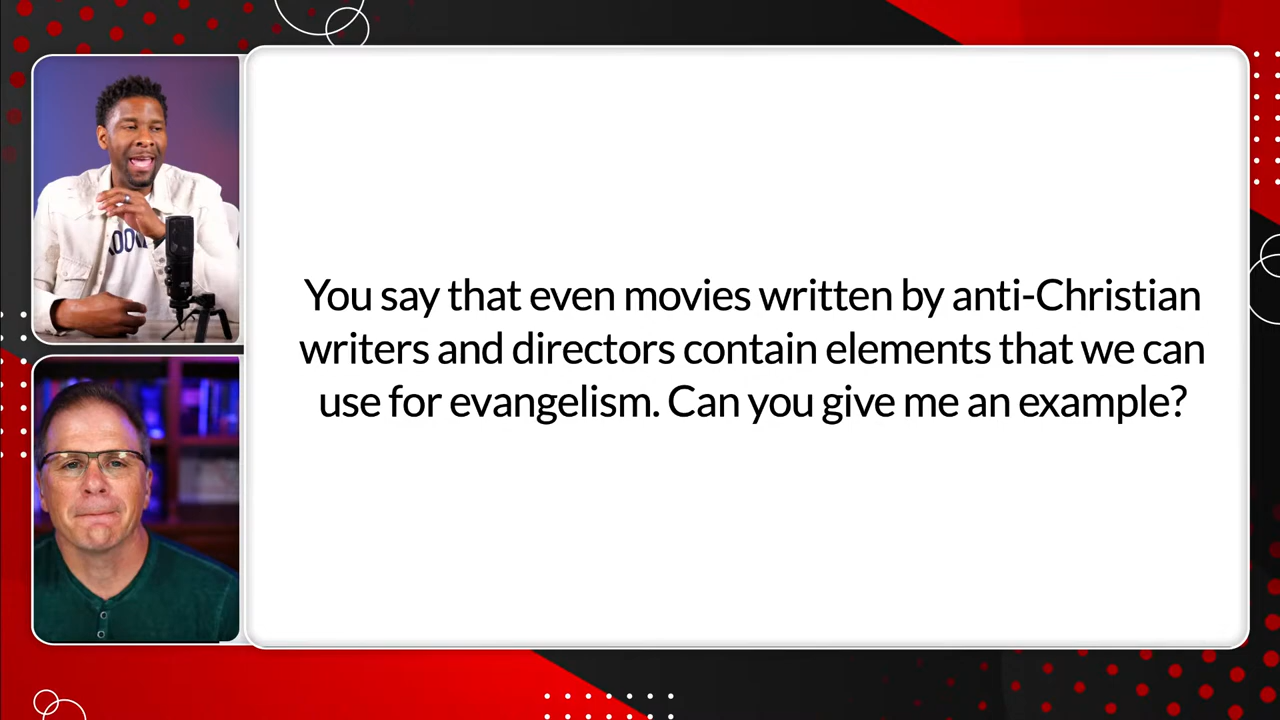 You say that even movies written by anti-Christian
writers and directors contain elements that we can
use for evangelism. Can you give me an example?